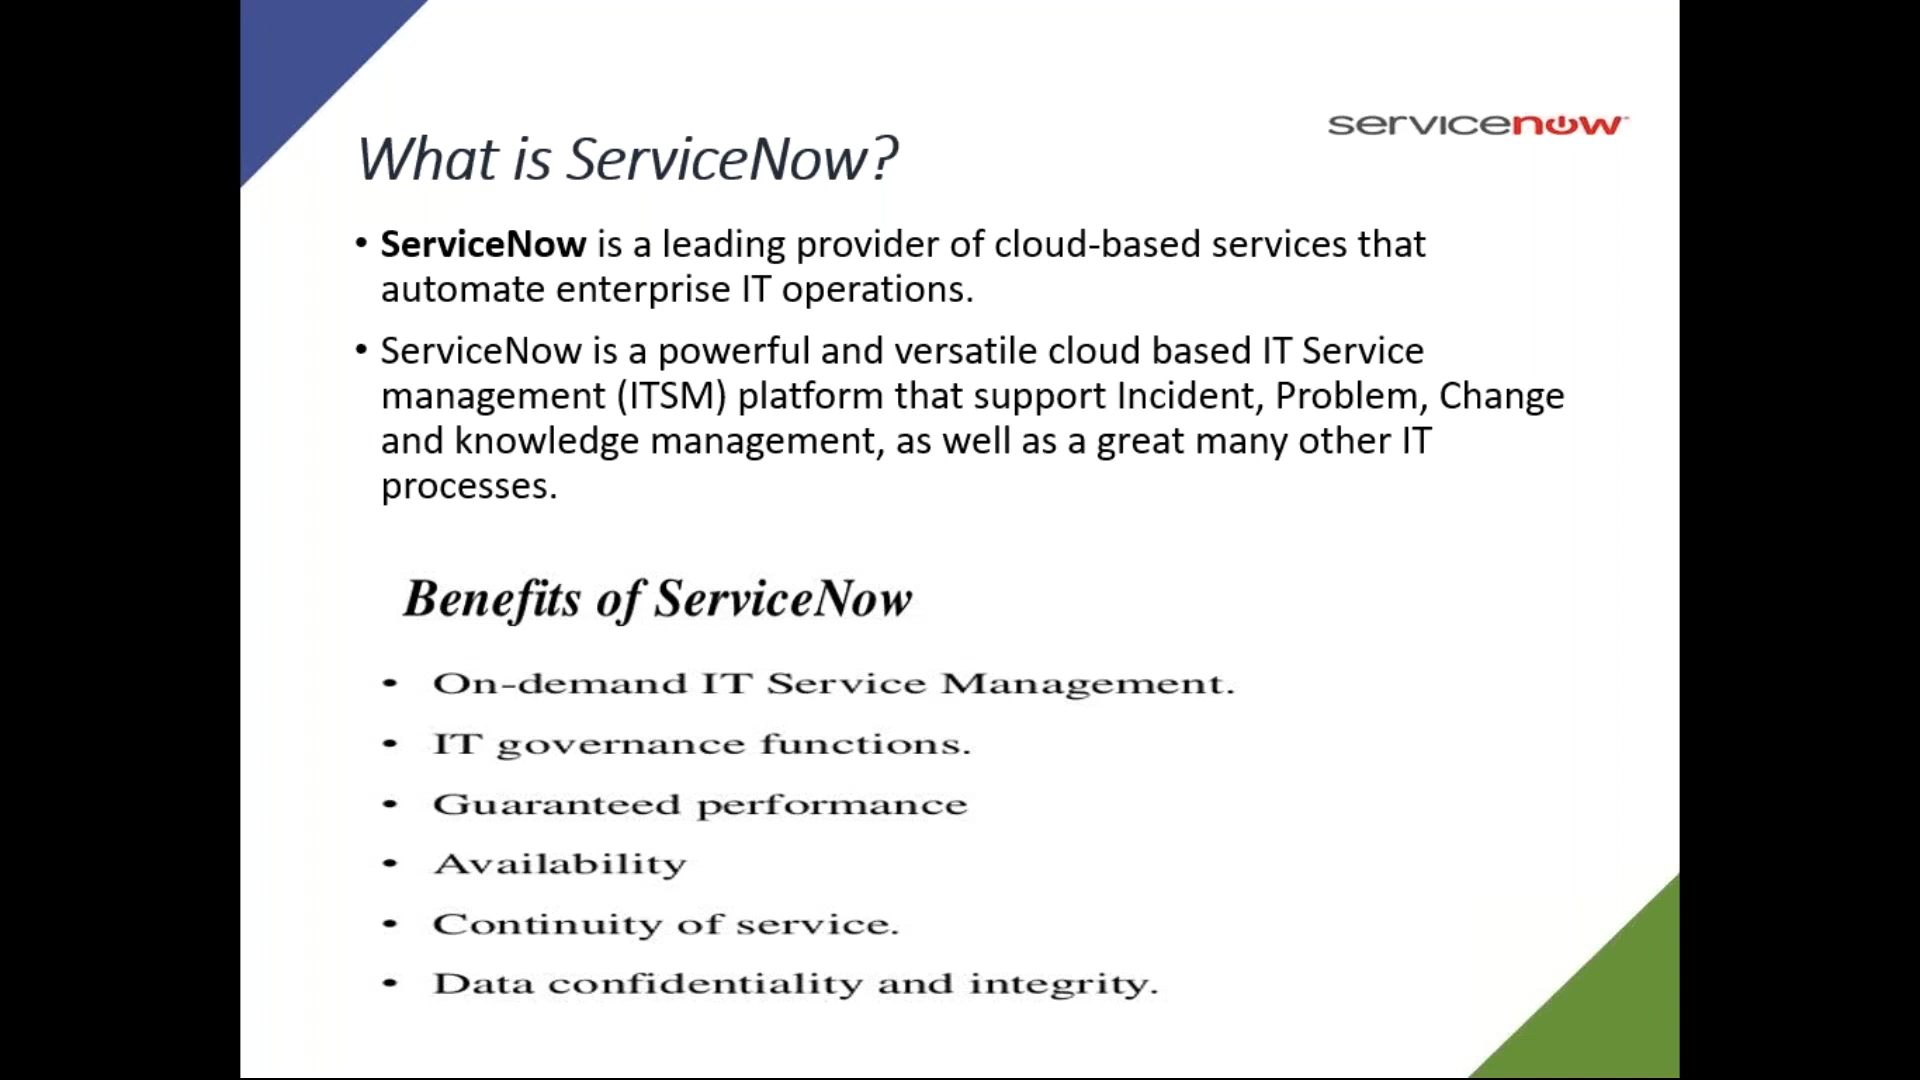 servicenow
What is ServiceNow?
• ServiceNow is a leading provider of cloud-based services that
automate enterprise IT operations.
• ServiceNow is a powerful and versatile cloud based IT Service
management (ITSM) platform that support Incident, Problem, Change
and knowledge management, as well as a great many other IT
processes.
Benefits of ServiceNow
• On-demand IT Service Management.
• IT governance functions.
• Guaranteed performance
• Availability
• Continuity of service.
• Data confidentiality and integrity.